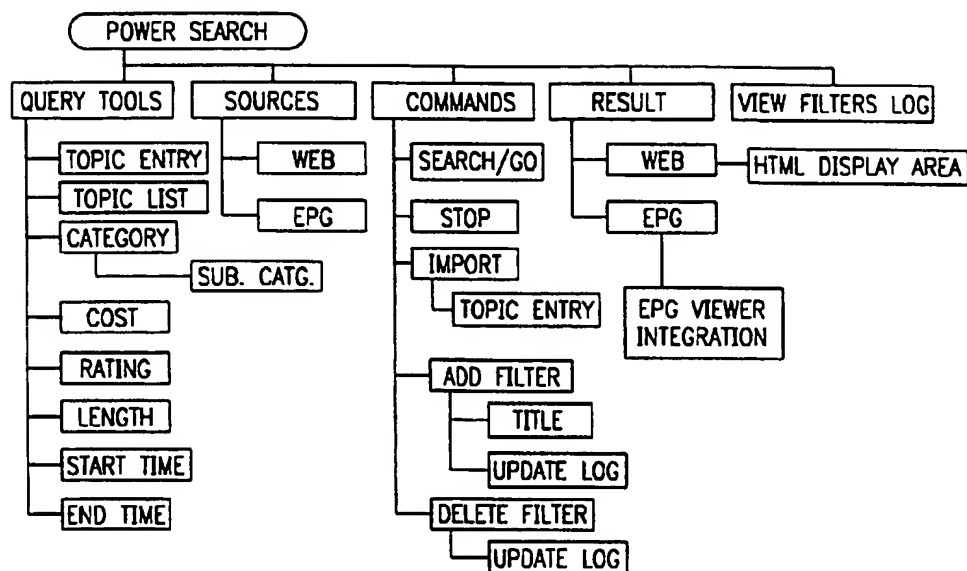 POWER SEARCH
QUERY TOOLS
TOPIC ENTRY
TOPIC LIST
CATEGORY
SUB. CATG.
COST
RATING
LENGTH
START TIME
END TIME
SOURCES
WEB
EPG
COMMANDS
SEARCH/GO
STOP
IMPORT
TOPIC ENTRY
ADD FILTER
TITLE
UPDATE LOG
DELETE FILTER
UPDATE LOG
RESULT
WEB
HTML DISPLAY AREA
EPG
EPG VIEWER
INTEGRATION
VIEW FILTERS LOG